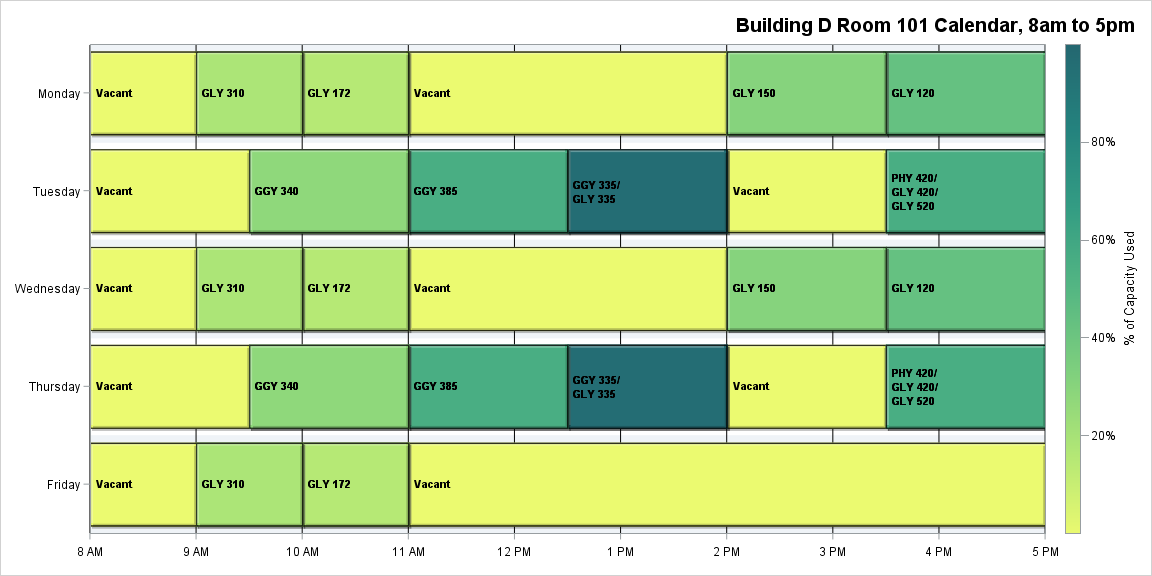 Building D Room 101 Calendar, 8am to 5pm
Monday
Vacant
GLY 310
GLY 172
Vacant
GLY 150
GLY 120
Tuesday
Vacant
GGY 340
GGY 385
GGY 335/
GLY 335
Vacant
PHY 420/
GLY 420/
GLY 520
Wednesday
Vacant
GLY 310
GLY 172
Vacant
GLY 150
GLY 120
Thursday
Vacant
GGY 340
GGY 385
GGY 335/
GLY 335
Vacant
PHY 420/
GLY 420/
GLY 520
Friday
Vacant
GLY 310
GLY 172
Vacant
8 AM
9 AM
10 AM
11 AM
12 PM
1 PM
2 PM
3 PM
4 PM
5 PM
80%
60%
40%
20%
% of Capacity Used